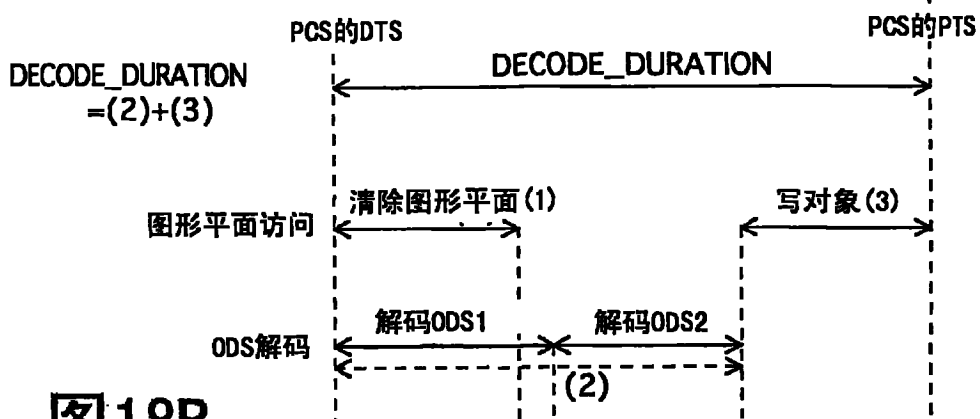 PCS的DTS
PCS的PTS
DECODE_DURATION
=(2)+(3)
DECODE_DURATION
清除图形平面(1)
写对象(3)
图形平面访问
解码ODS1
解码ODS2
ODS解码
(2)